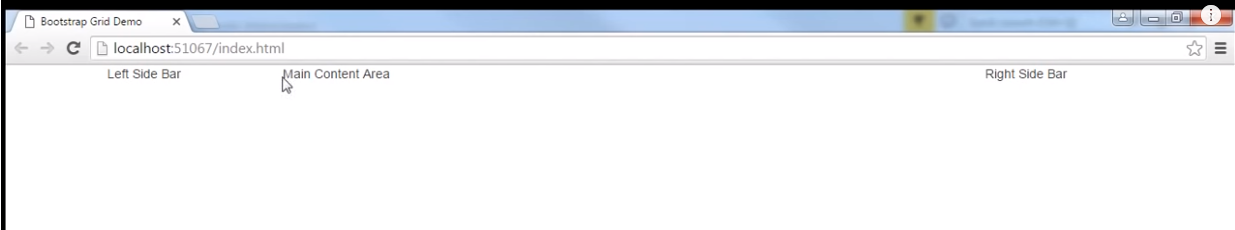 Bootstrap Grid Demo
localhost:51067/index.html
Left Side Bar
Main Content Area
Right Side Bar